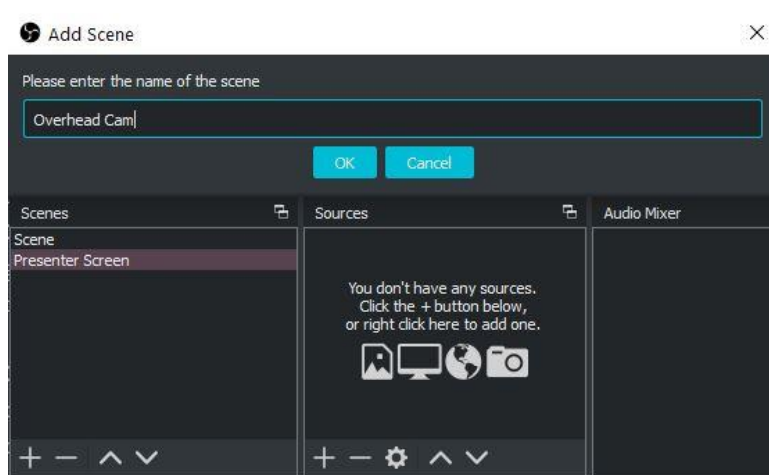 Add Scene
Please enter the name of the scene
Overhead Cam
OK Cancel
Scenes
Scene
Presenter Screen
Sources
You don't have any sources.
Click the + button below,
or right click here to add one.
Audio Mixer